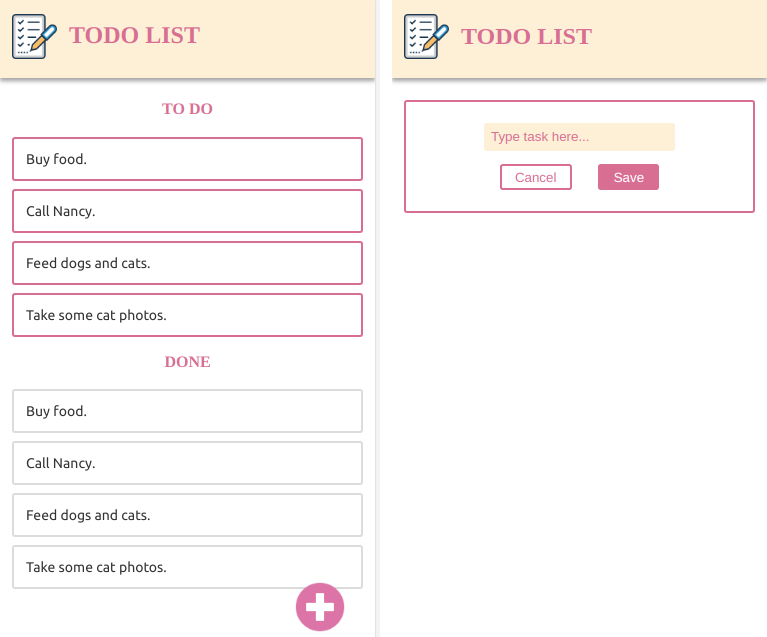 TODO LIST
TO DO
Buy food.
Call Nancy.
Feed dogs and cats.
Take some cat photos.
DONE
Buy food.
Call Nancy.
Feed dogs and cats.
Take some cat photos.
TODO LIST
Type task here...
Cancel Save